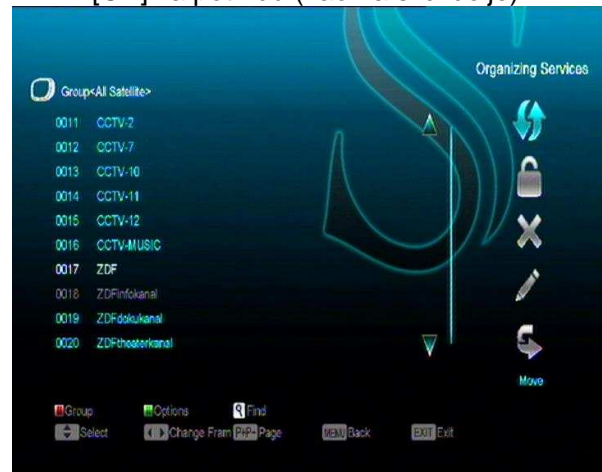 Organizing Services
Group<All Satellite>
0011 CCTV-2
0012 CCTV-7
0013 CCTV-10
0014 CCTV-11
0015 CCTV-12
0016 CCTV-MUSIC
0017 ZDF
0018 ZDFinfokanal
0019 ZDFdokukanal
0020 ZDFtheaterkanal
Move
Group Options Find
Select Change Fram P+P- Page MENU Back EXIT Exit